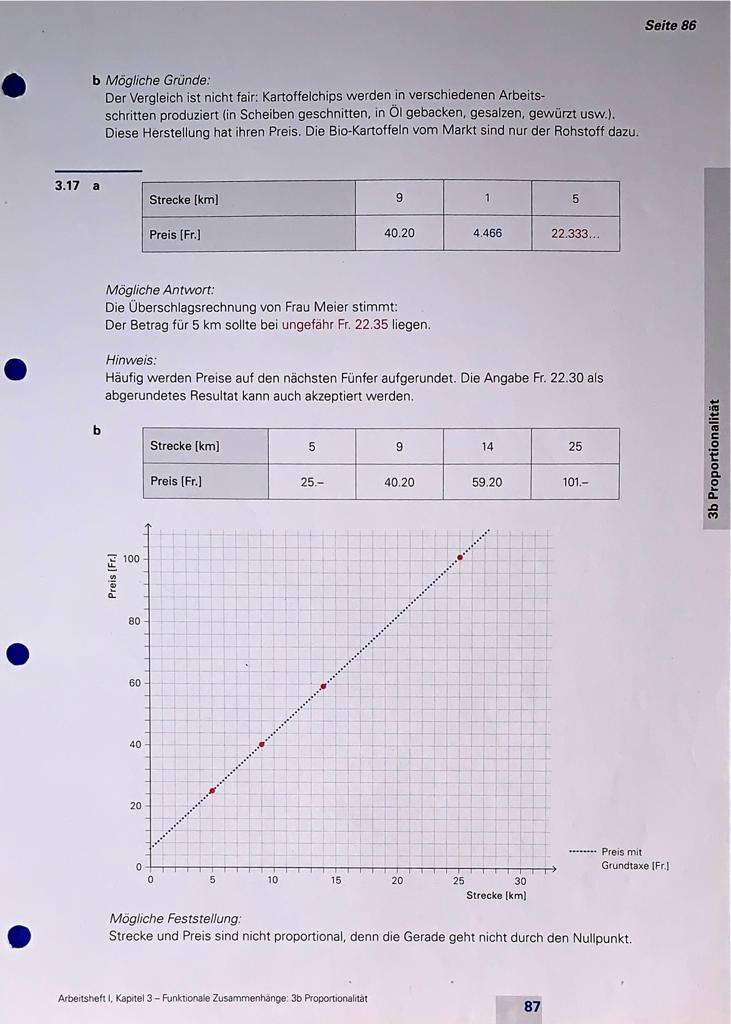 Seite 86
b Mögliche Gründe:
Der Vergleich ist nicht fair: Kartoffelchips werden in verschiedenen Arbeits-
schritten produziert (in Scheiben geschnitten, in Öl gebacken, gesalzen, gewürzt usw.).
Diese Herstellung hat ihren Preis. Die Bio-Kartoffeln vom Markt sind nur der Rohstoff dazu.
3.17 a
Strecke [km] 9 1 5
Preis [Fr.] 40.20 4.466 22.333...
Mögliche Antwort:
Die Überschlagsrechnung von Frau Meier stimmt:
Der Betrag für 5 km sollte bei ungefähr Fr. 22.35 liegen.
Hinweis:
Häufig werden Preise auf den nächsten Fünfer aufgerundet. Die Angabe Fr. 22.30 als
abgerundetes Resultat kann auch akzeptiert werden.
b
Strecke [km] 5 9 14 25
Preis [Fr.] 25.– 40.20 59.20 101.–
Preis [Fr.]
100
80
60
40
20
0
0 5 10 15 20 25 30
Strecke [km]
Preis mit
Grundtaxe [Fr.]
Mögliche Feststellung:
Strecke und Preis sind nicht proportional, denn die Gerade geht nicht durch den Nullpunkt.
3b Proportionalität
Arbeitsheft I, Kapitel 3 – Funktionale Zusammenhänge: 3b Proportionalität
87